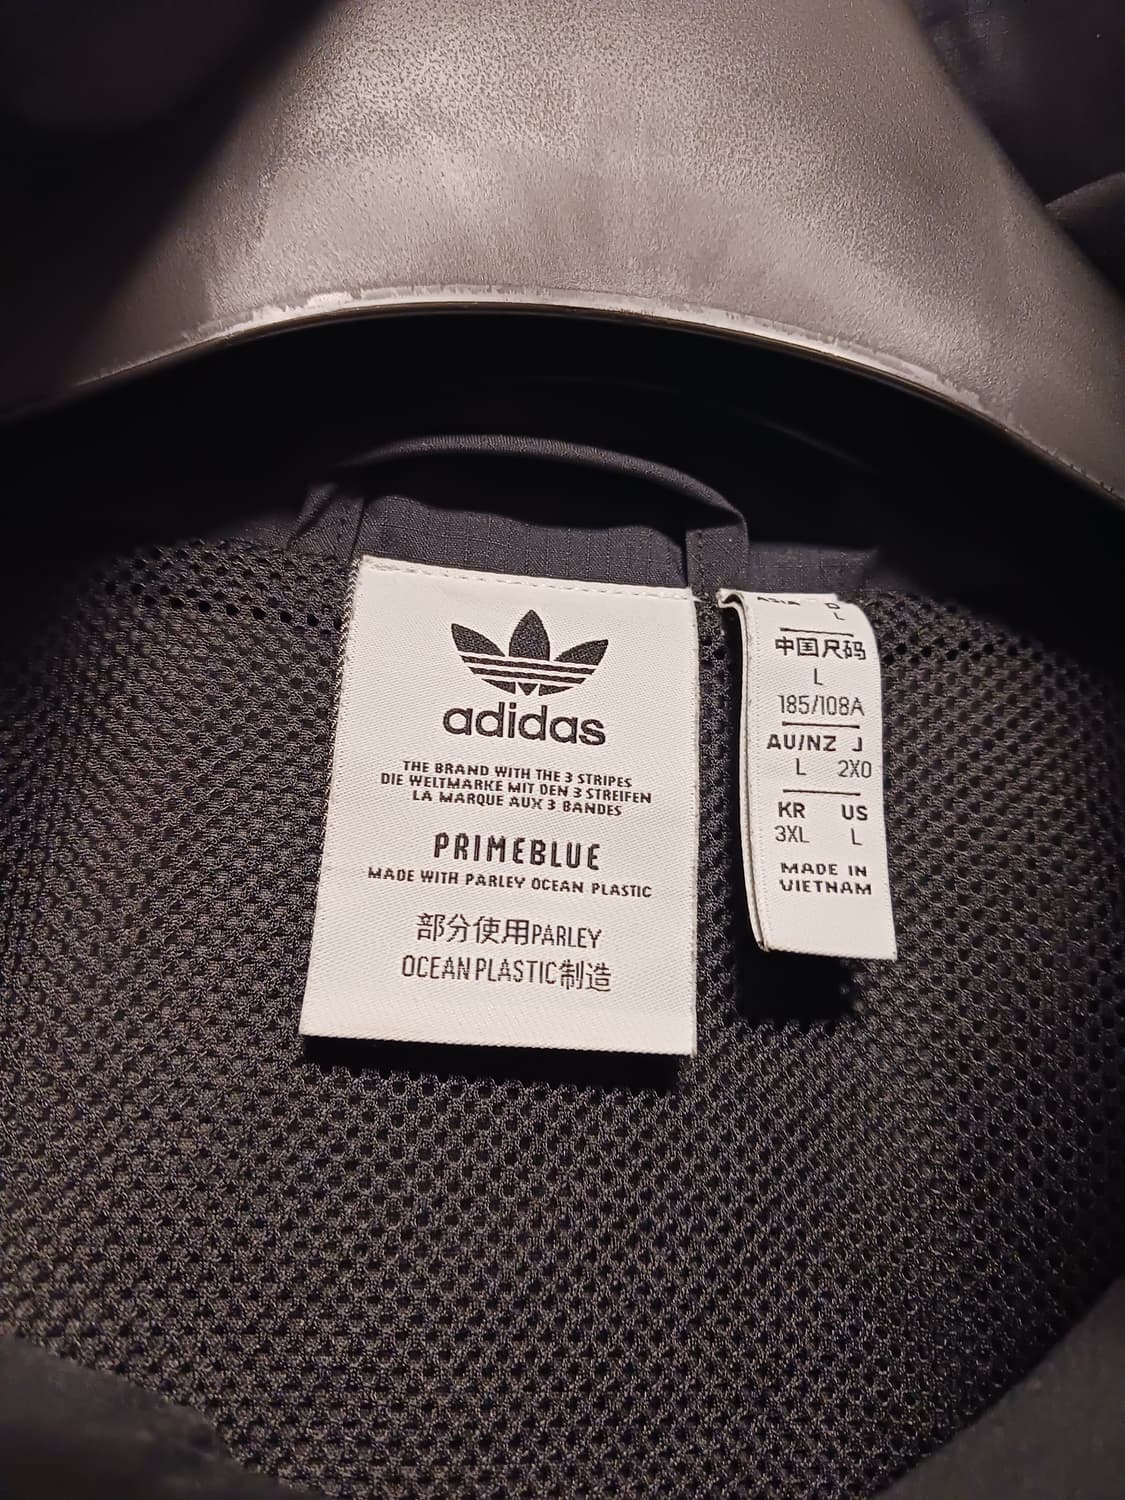 adidas
THE BRAND WITH THE 3 STRIPES
DIE WELTMARKE MIT DEN 3 STREIFEN
LA MARQUE AUX 3 BANDES
PRIMEBLUE
MADE WITH PARLEY OCEAN PLASTIC
部分使用PARLEY
OCEAN PLASTIC制造
ASIA D
L
中国尺码
L
185/108A
AU/NZ J
L 2XO
KR US
3XL L
MADE IN
VIETNAM